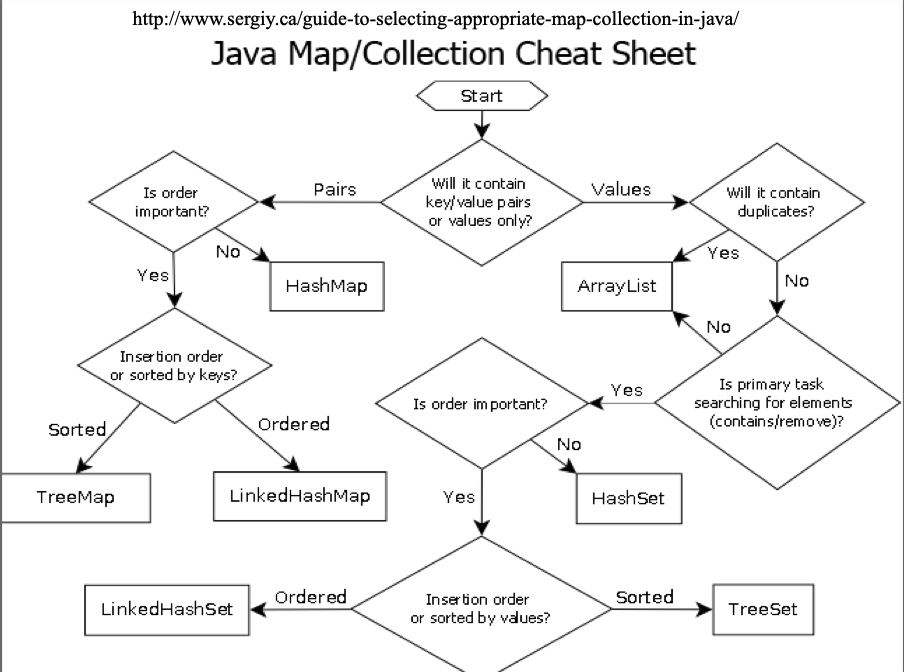 http://www.sergiy.ca/guide-to-selecting-appropriate-map-collection-in-java/
Java Map/Collection Cheat Sheet
Start
Will it contain
key/value pairs
or values only?
Pairs
Values
Is order
important?
No
HashMap
Yes
Insertion order
or sorted by keys?
Sorted
Ordered
TreeMap
LinkedHashMap
Will it contain
duplicates?
Yes
ArrayList
No
No
Is primary task
searching for elements
(contains/remove)?
Yes
Is order important?
No
HashSet
Yes
Insertion order
or sorted by values?
Ordered
LinkedHashSet
Sorted
TreeSet